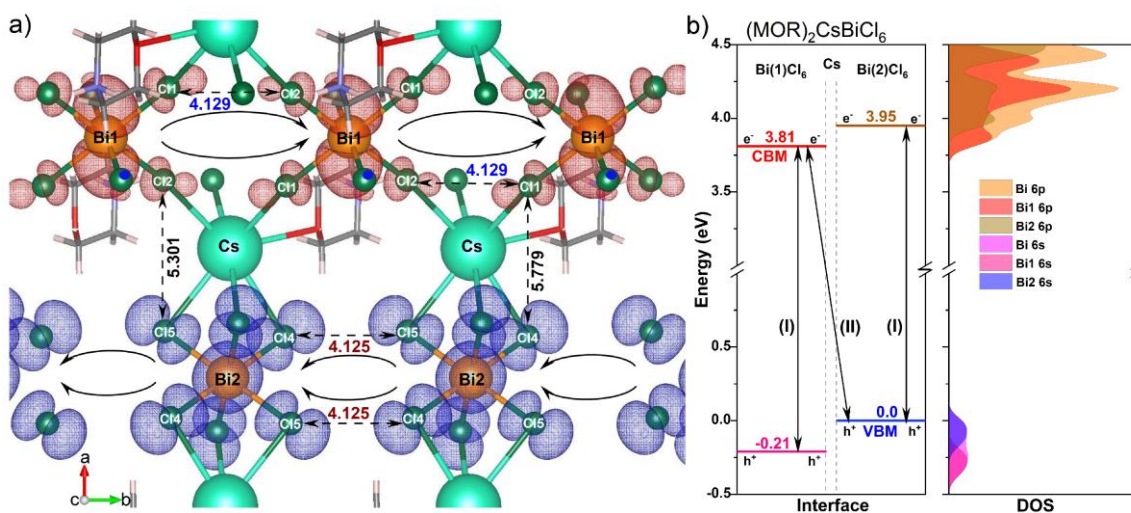 a)
Cl1
4.129
Cl2
Cl1
Cl2
Bi1
Bi1
Bi1
Cl2
Cl1
Cl2
4.129
Cl1
5.301
Cs
Cs
5.779
Cl5
Cl4
Cl5
Cl4
4.125
Bi2
Bi2
Cl4
Cl5
Cl4
Cl5
4.125
a
c
b
b)
(MOR)₂CsBiCl₆
Bi(1)Cl₆
Cs
Bi(2)Cl₆
Energy (eV)
4.5
4.0
3.5
0.0
-0.5
e⁻
3.81
e⁻
CBM
e⁻
3.95
e⁻
(I)
(II)
(I)
-0.21
h⁺
h⁺
0.0
h⁺
VBM
h⁺
Interface
Bi 6p
Bi1 6p
Bi2 6p
Bi 6s
Bi1 6s
Bi2 6s
DOS